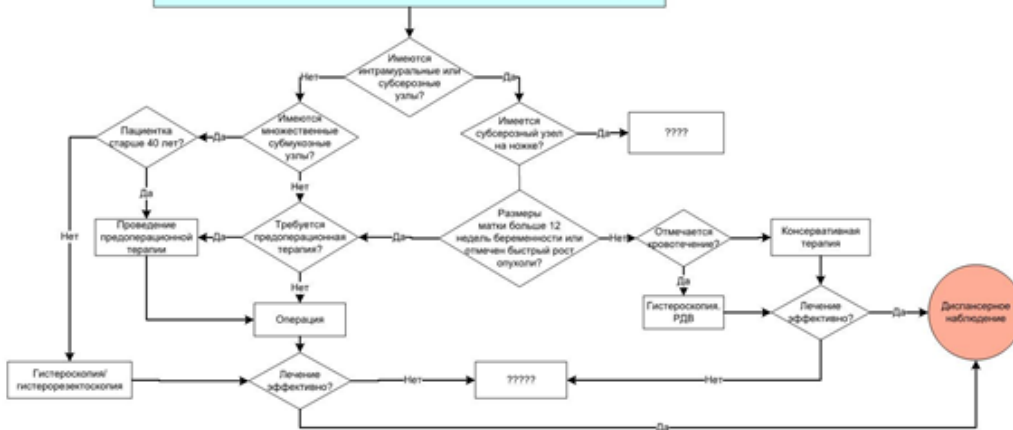 Имеются
интрамуральные или
субсерозные
узлы?
Нет
Да
Пациентка
старше 40 лет?
Да
Имеются
множественные
субмукозные
узлы?
Имеется
субсерозный узел
на ножке?
Да
????
Да
Нет
Нет
Проведение
предоперационной
терапии
Да
Требуется
предоперационная
терапия?
Да
Размеры
матки больше 12
недель беременности или
отмечен быстрый рост
опухоли?
Нет
Отмечается
кровотечение?
Консервативная
терапия
Нет
Да
Операция
Гистероскопия.
РДВ
Лечение
эффективно?
Да
Диспансерное
наблюдение
Гистероскопия/
гистерорезектоскопия
Лечение
эффективно?
Нет
?????
Нет
Да